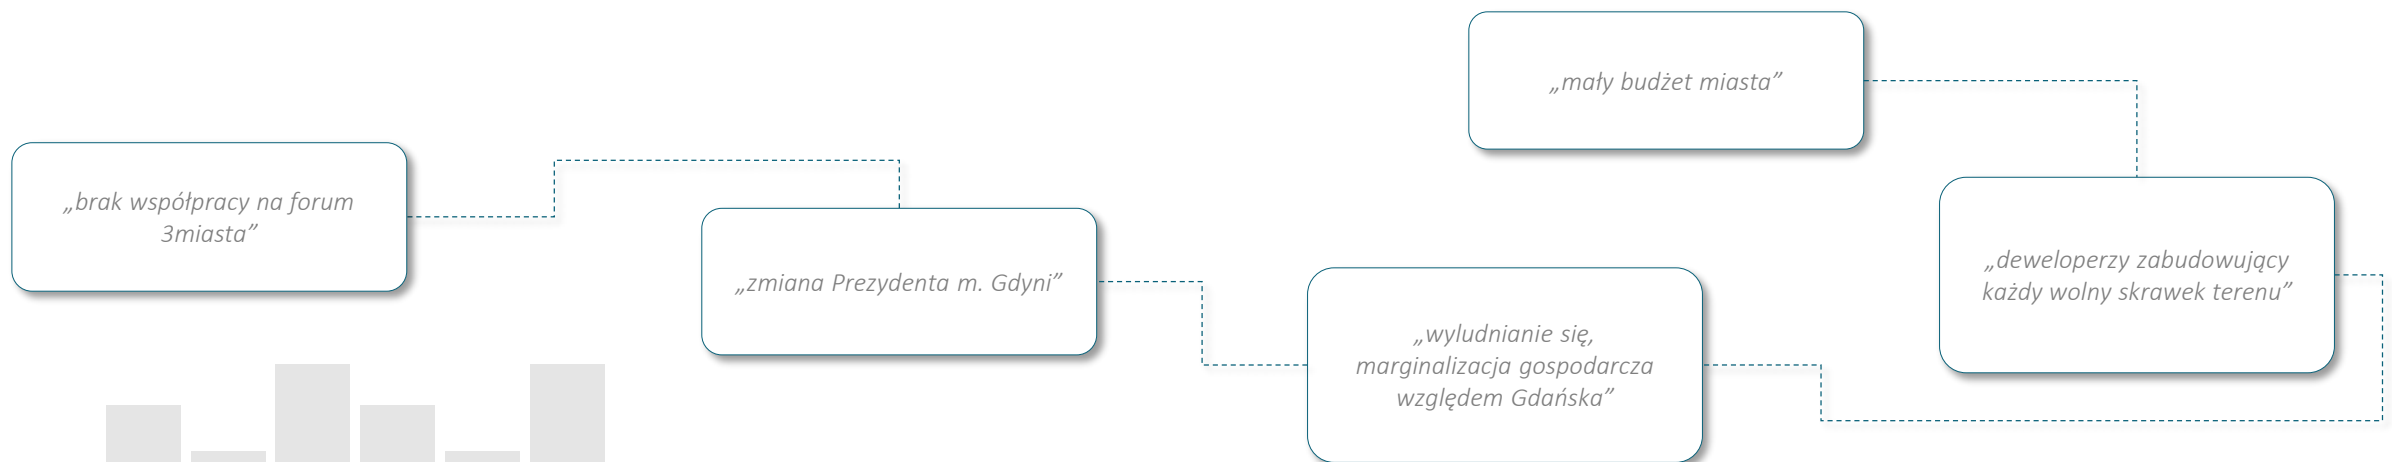 „mały budżet miasta”
„brak współpracy na forum
3miasta”
„zmiana Prezydenta m. Gdyni”
„deweloperzy zabudowujący
każdy wolny skrawek terenu”
„wyludnianie się,
marginalizacja gospodarcza
względem Gdańska”